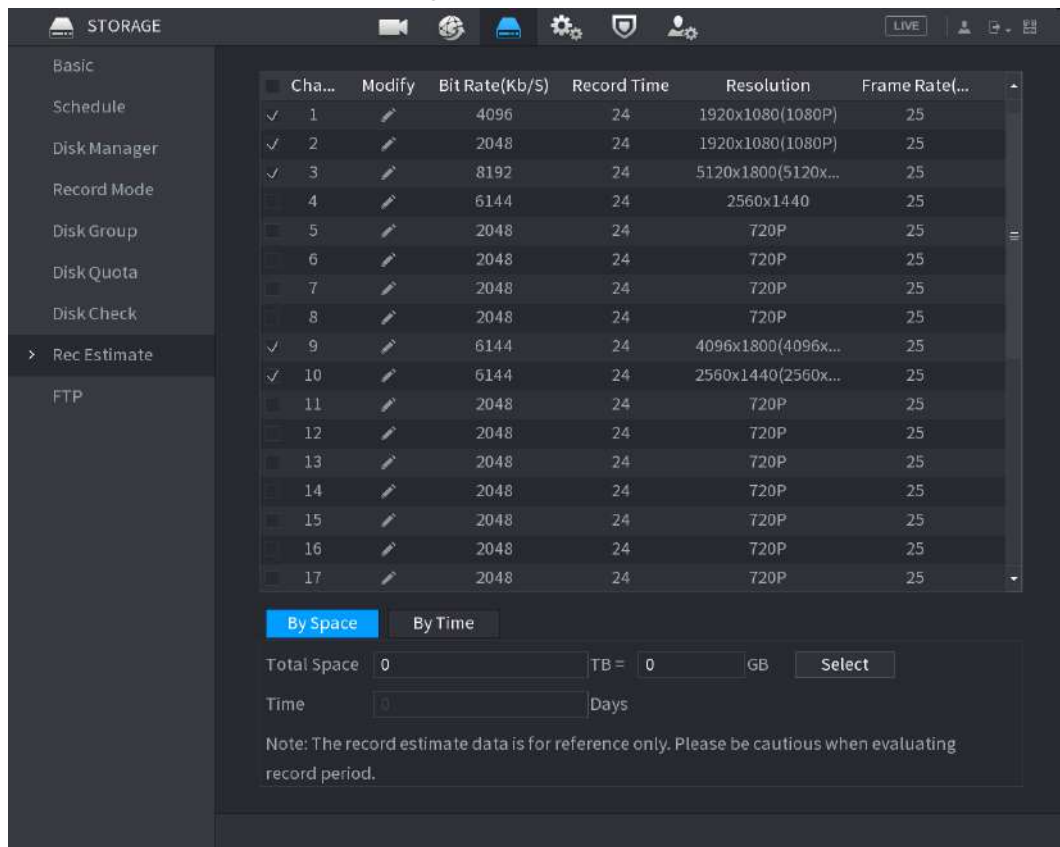 STORAGE LIVE
Basic
Schedule
Disk Manager
Record Mode
Disk Group
Disk Quota
Disk Check
Rec Estimate
FTP
Cha... Modify Bit Rate(Kb/S) Record Time Resolution Frame Rate(...
1 4096 24 1920x1080(1080P) 25
2 2048 24 1920x1080(1080P) 25
3 8192 24 5120x1800(5120x... 25
4 6144 24 2560x1440 25
5 2048 24 720P 25
6 2048 24 720P 25
7 2048 24 720P 25
8 2048 24 720P 25
9 6144 24 4096x1800(4096x... 25
10 6144 24 2560x1440(2560x... 25
11 2048 24 720P 25
12 2048 24 720P 25
13 2048 24 720P 25
14 2048 24 720P 25
15 2048 24 720P 25
16 2048 24 720P 25
17 2048 24 720P 25
By Space By Time
Total Space 0 TB = 0 GB Select
Time 0 Days
Note: The record estimate data is for reference only. Please be cautious when evaluating
record period.